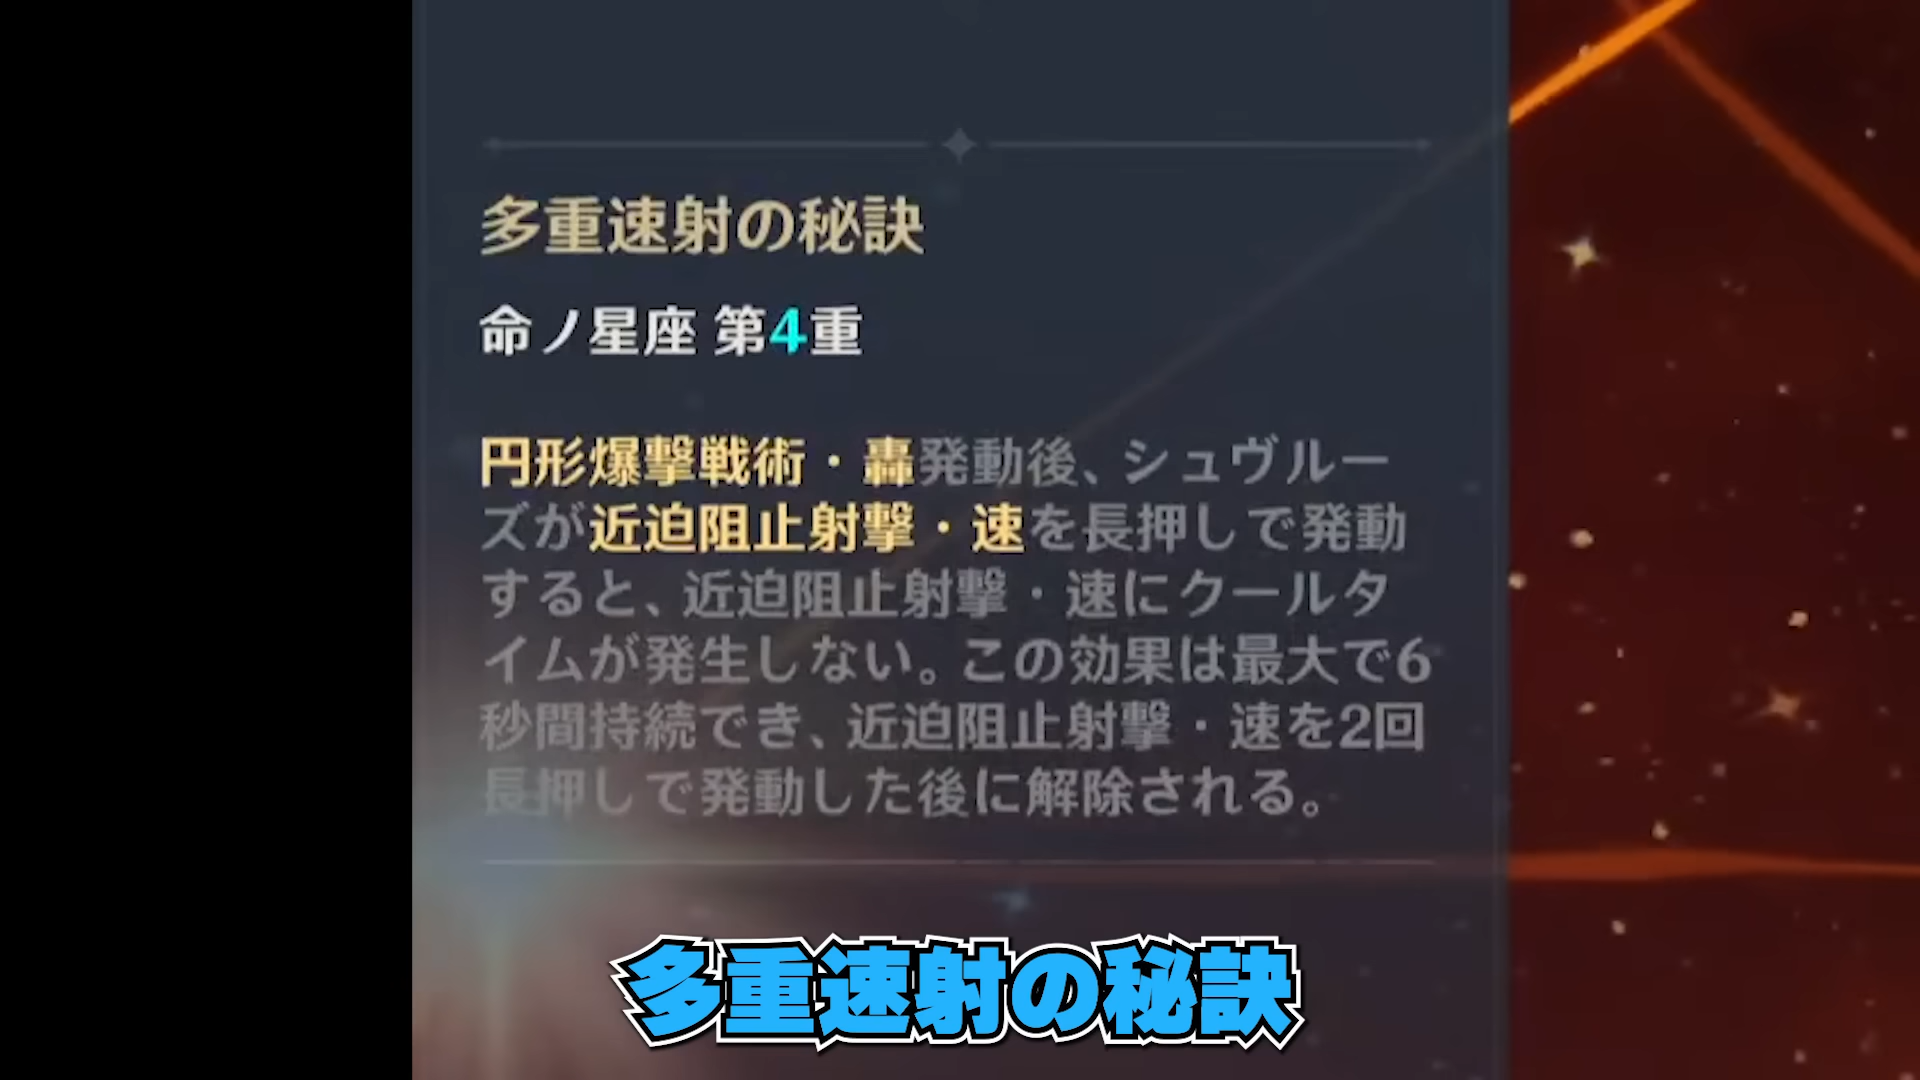 多重速射の秘訣
命ノ星座 第4重
円形爆撃戦術・轟発動後、シュヴルー
ズが近迫阻止射撃・速を長押しで発動
すると、近迫阻止射撃・速にクールタ
イムが発生しない。この効果は最大で6
秒間持続でき、近迫阻止射撃・速を2回
長押しで発動した後に解除される。
多重速射の秘訣